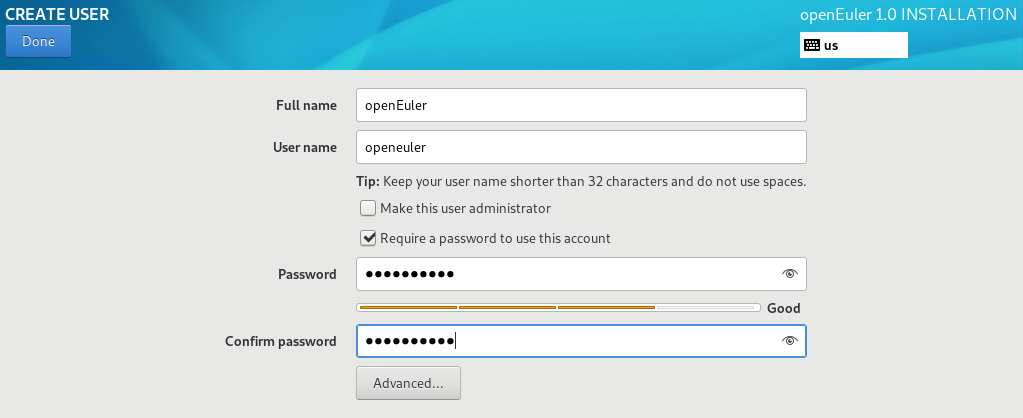 CREATE USER
openEuler 1.0 INSTALLATION
Done
us
Full name
openEuler
User name
openeuler
Tip: Keep your user name shorter than 32 characters and do not use spaces.
Make this user administrator
Require a password to use this account
Password
●●●●●●●●●●
Good
Confirm password
●●●●●●●●●●
Advanced...